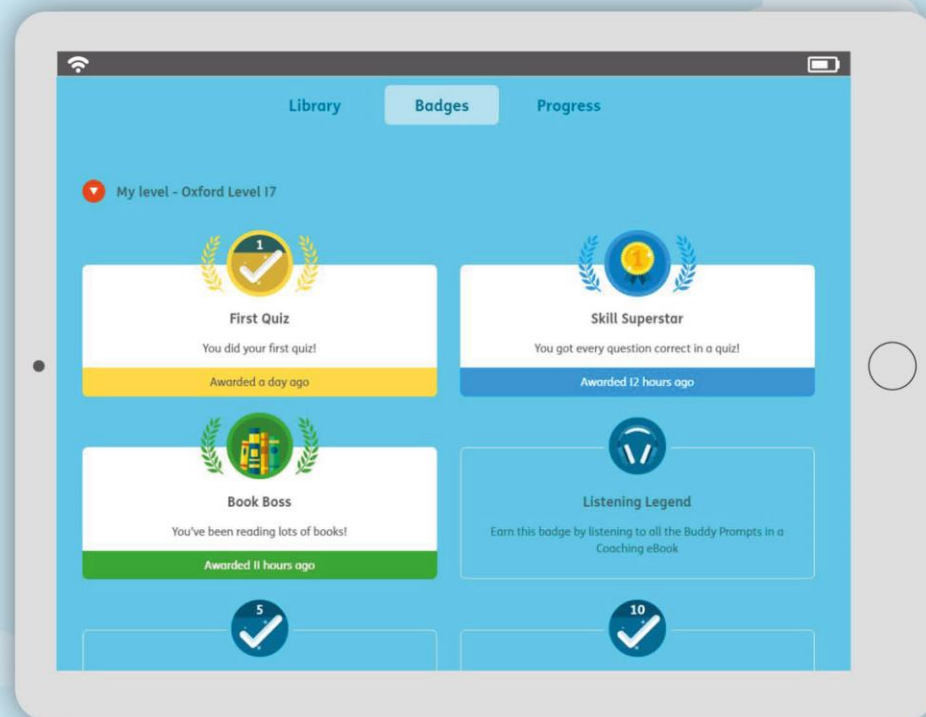 Library Badges Progress
My level - Oxford Level 17
1
First Quiz
You did your first quiz!
Awarded a day ago
1
Skill Superstar
You got every question correct in a quiz!
Awarded 12 hours ago
Book Boss
You've been reading lots of books!
Awarded 11 hours ago
Listening Legend
Earn this badge by listening to all the Buddy Prompts in a
Coaching eBook
5
10